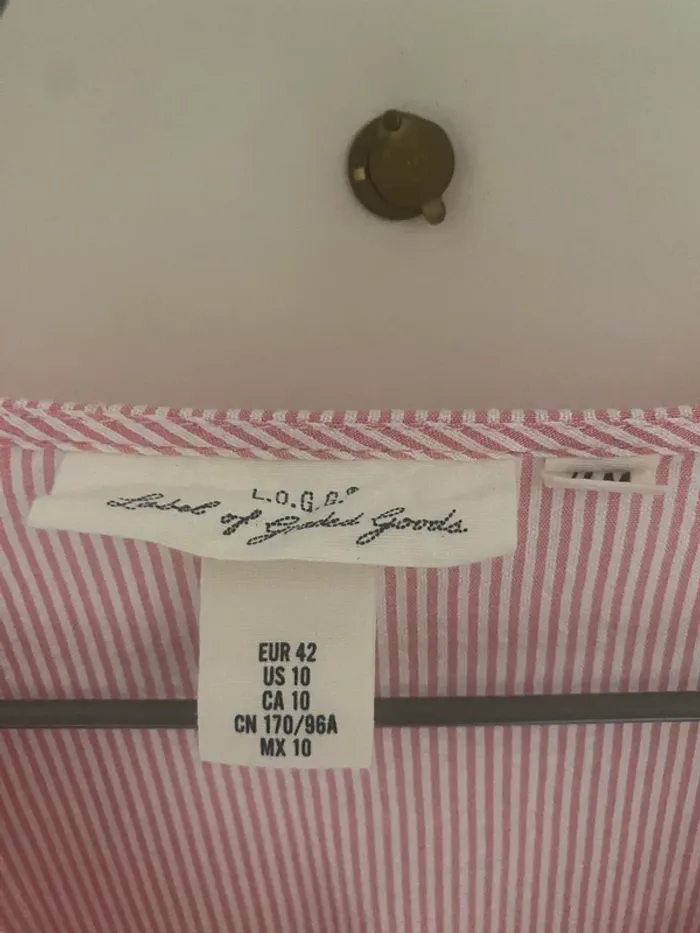 L.O.G.G.®
Label of Graded Goods.
EUR 42
US 10
CA 10
CN 170/96A
MX 10